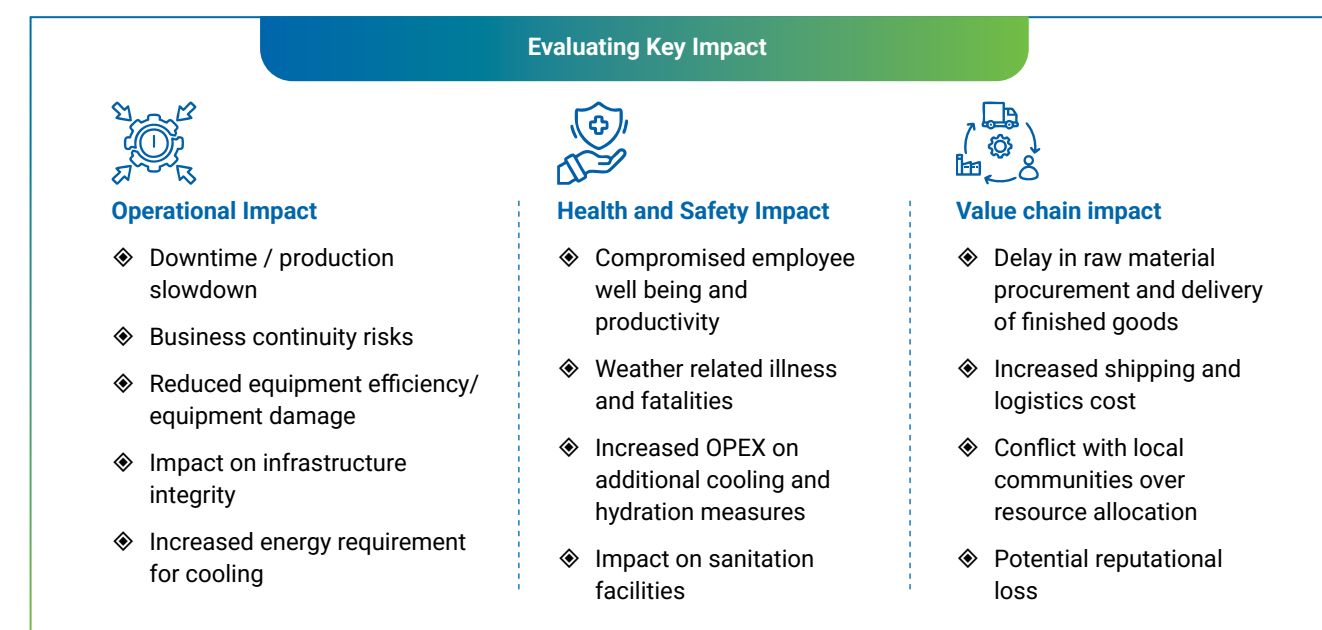 Evaluating Key Impact
Operational Impact
Downtime / production
slowdown
Business continuity risks
Reduced equipment efficiency/
equipment damage
Impact on infrastructure
integrity
Increased energy requirement
for cooling
Health and Safety Impact
Compromised employee
well being and
productivity
Weather related illness
and fatalities
Increased OPEX on
additional cooling and
hydration measures
Impact on sanitation
facilities
Value chain impact
Delay in raw material
procurement and delivery
of finished goods
Increased shipping and
logistics cost
Conflict with local
communities over
resource allocation
Potential reputational
loss